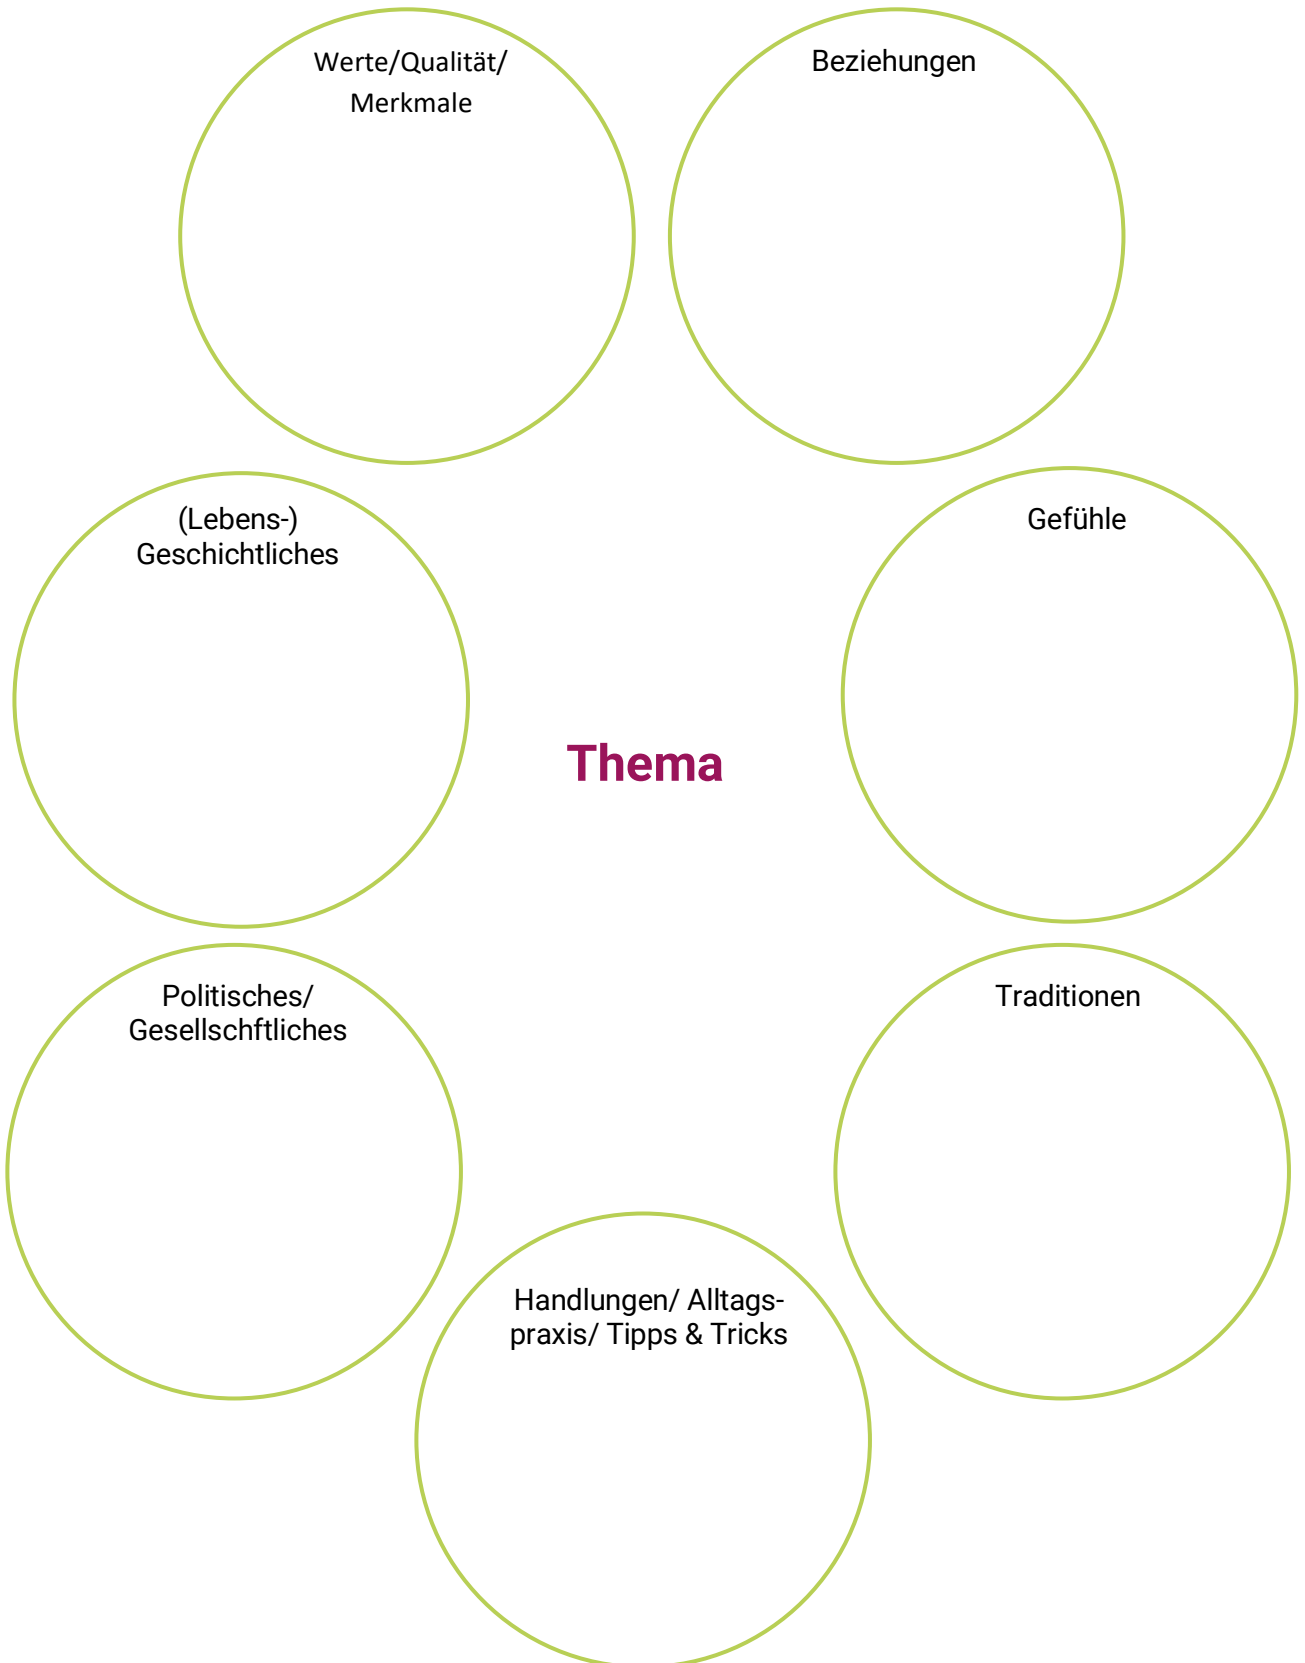 Werte/Qualität/
Merkmale
Beziehungen
(Lebens-)
Geschichtliches
Gefühle
Thema
Politisches/
Gesellschftliches
Traditionen
Handlungen/ Alltags-
praxis/ Tipps & Tricks